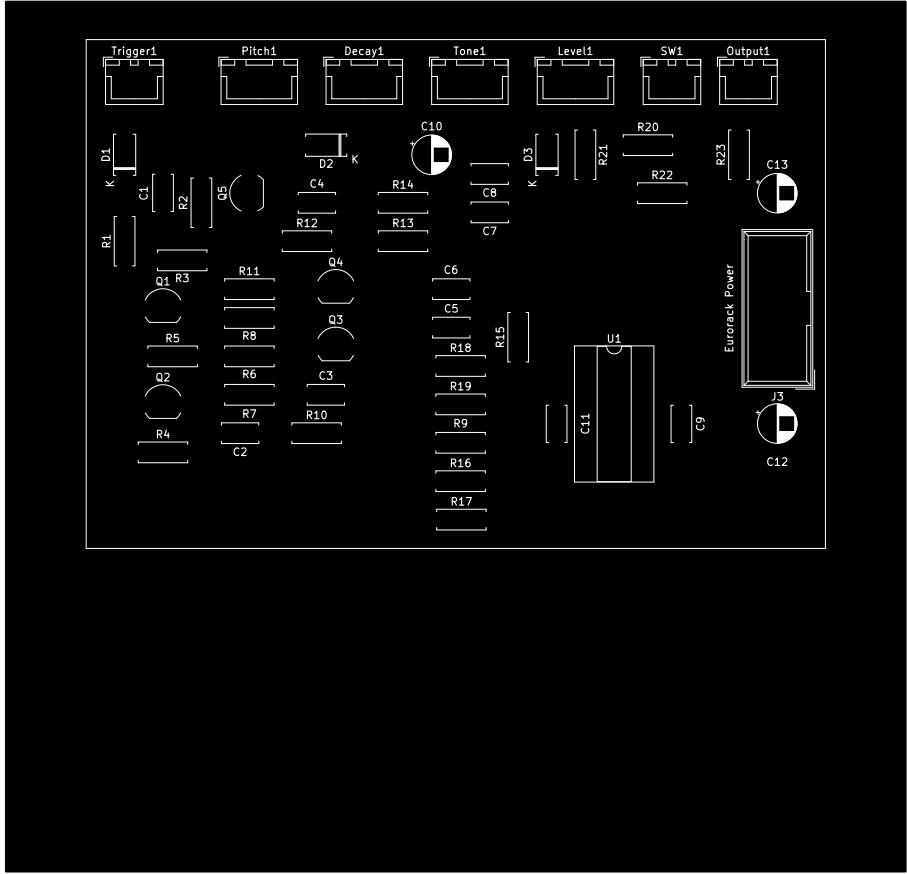 Trigger1
Pitch1
Decay1
Tone1
Level1
SW1
Output1
C10
R20
D1
D2
K
D3
R21
R23
C13
K
C1
R2
Q5
C4
R14
C8
K
R22
R1
R12
R13
C7
R3
R11
Q4
C6
Q1
Eurorack Power
R5
R8
Q3
C5
R15
U1
R18
Q2
R6
C3
R19
J3
R7
R10
R9
C11
C9
R4
C2
R16
C12
R17